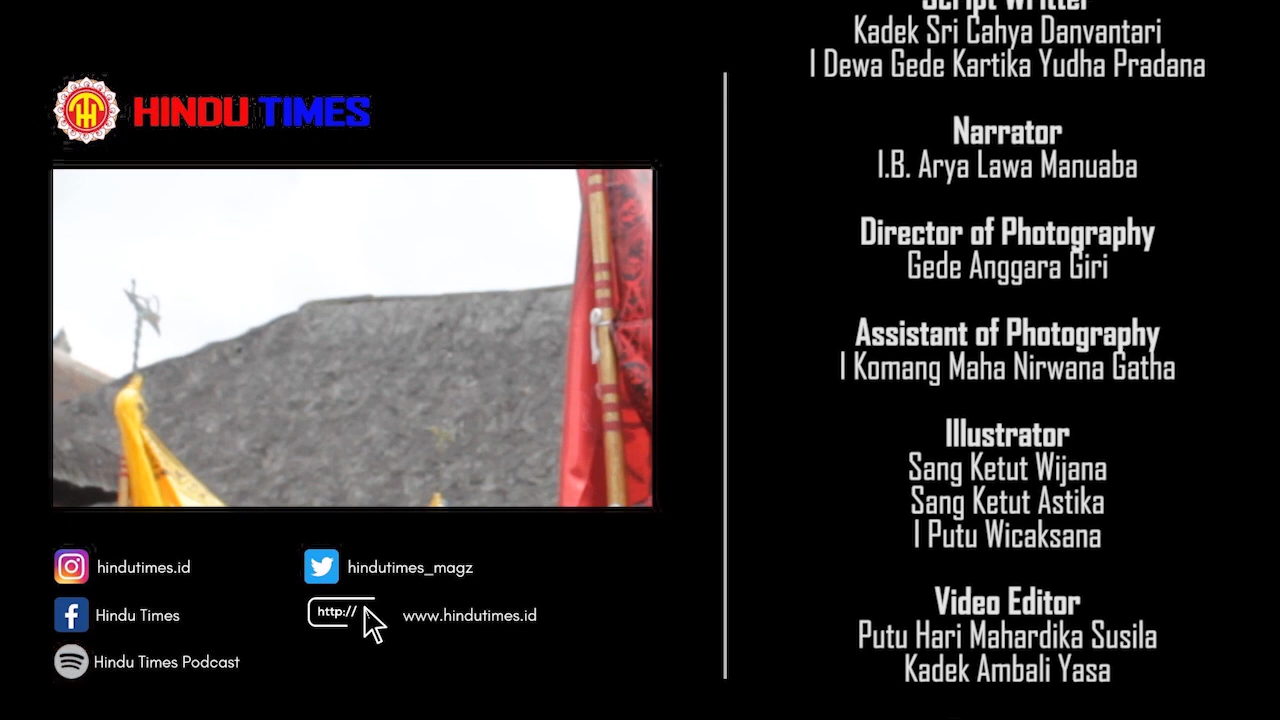 HINDU TIMES
hindutimes.id
hindutimes_magz
Hindu Times
http://
www.hindutimes.id
Hindu Times Podcast
Script Writter
Kadek Sri Cahya Danvantari
I Dewa Gede Kartika Yudha Pradana
Narrator
I.B. Arya Lawa Manuaba
Director of Photography
Gede Anggara Giri
Assistant of Photography
I Komang Maha Nirwana Gatha
Illustrator
Sang Ketut Wijana
Sang Ketut Astika
I Putu Wicaksana
Video Editor
Putu Hari Mahardika Susila
Kadek Ambali Yasa